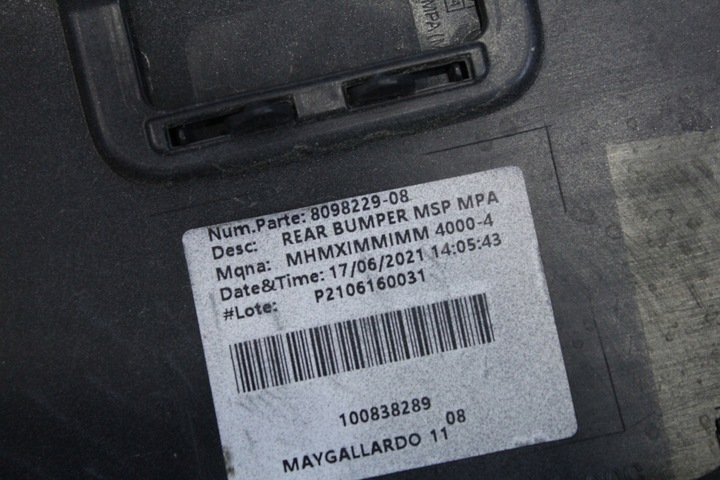 MPA
Num.Parte: 8098229-08
Desc: REAR BUMPER MSP MPA
Mqna: MHMXIMMIMM 4000-4
Date&Time: 17/06/2021 14:05:43
#Lote: P2106160031
100838289
08
MAYGALLARDO 11